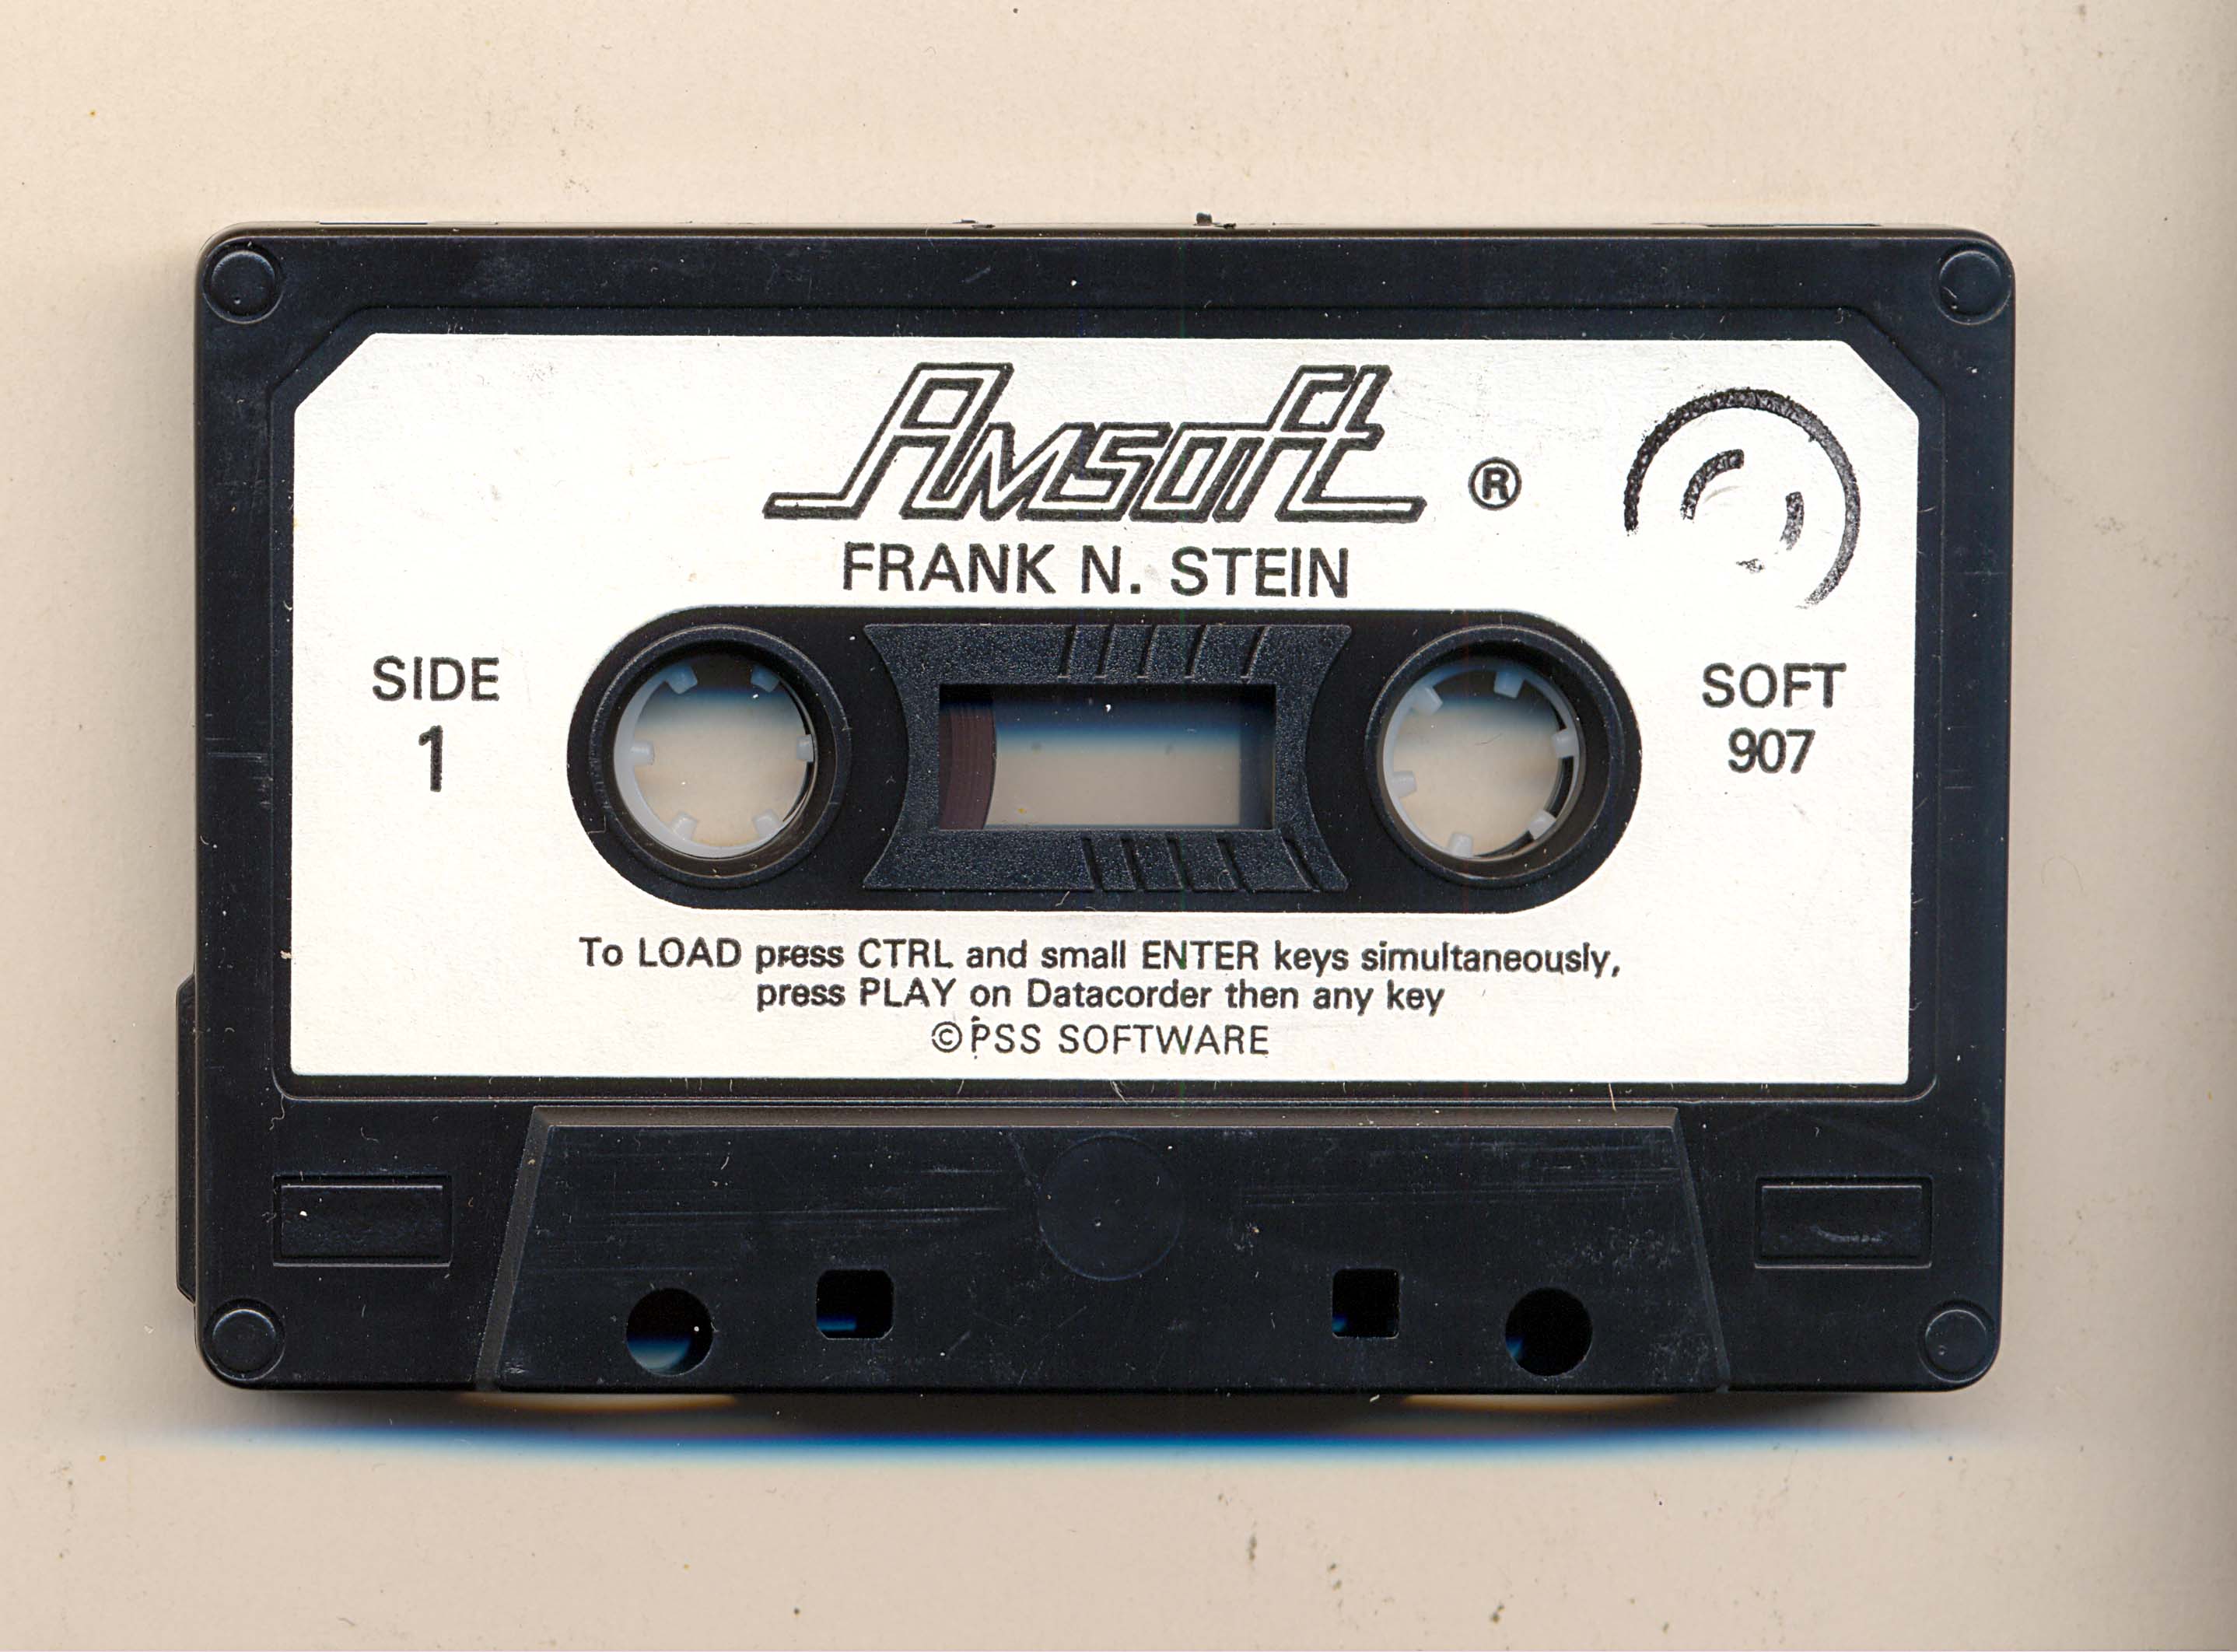 Amsoft ®
FRANK N. STEIN
SIDE
1
SOFT
907
To LOAD press CTRL and small ENTER keys simultaneously,
press PLAY on Datacorder then any key
© PSS SOFTWARE